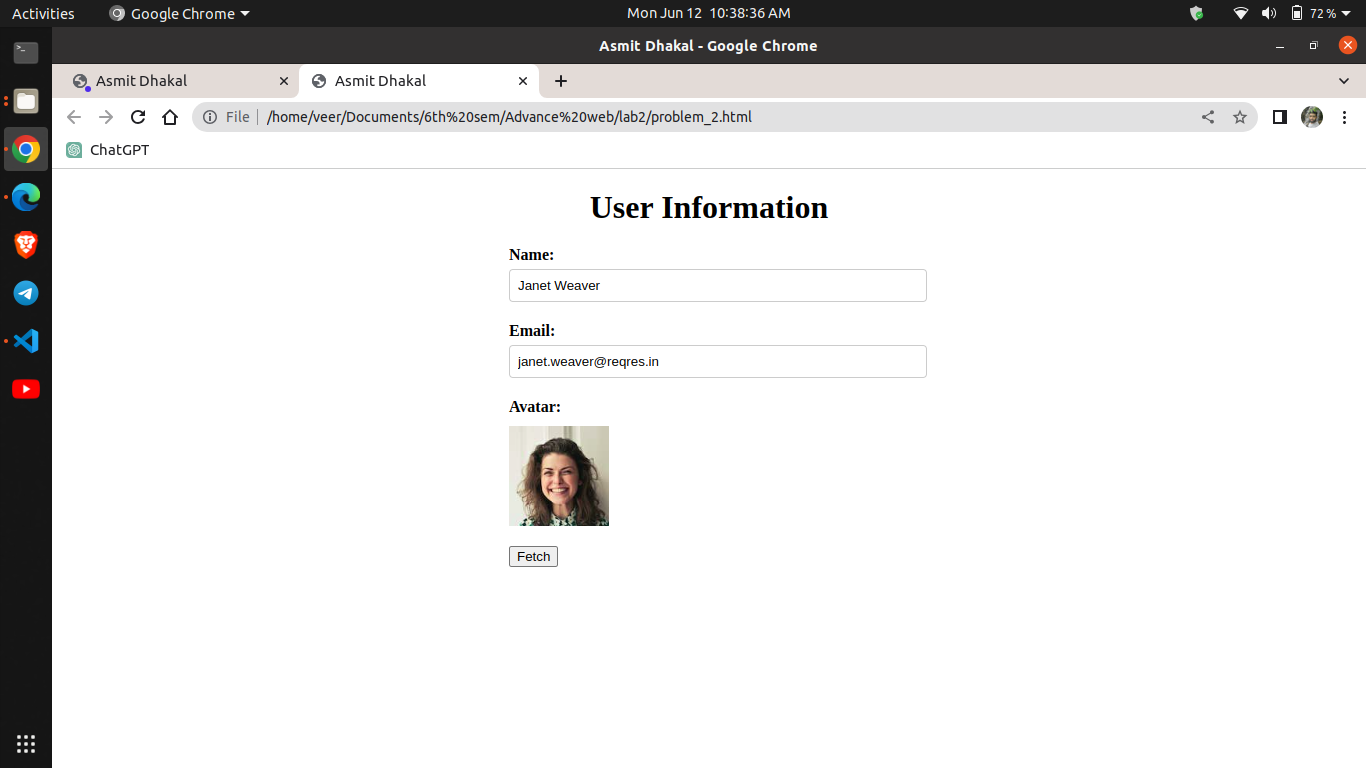 Activities
Google Chrome
Mon Jun 12 10:38:36 AM
72%
Asmit Dhakal - Google Chrome
Asmit Dhakal
Asmit Dhakal
File
/home/veer/Documents/6th%20sem/Advance%20web/lab2/problem_2.html
ChatGPT
User Information
Name:
Janet Weaver
Email:
janet.weaver@reqres.in
Avatar:
Fetch